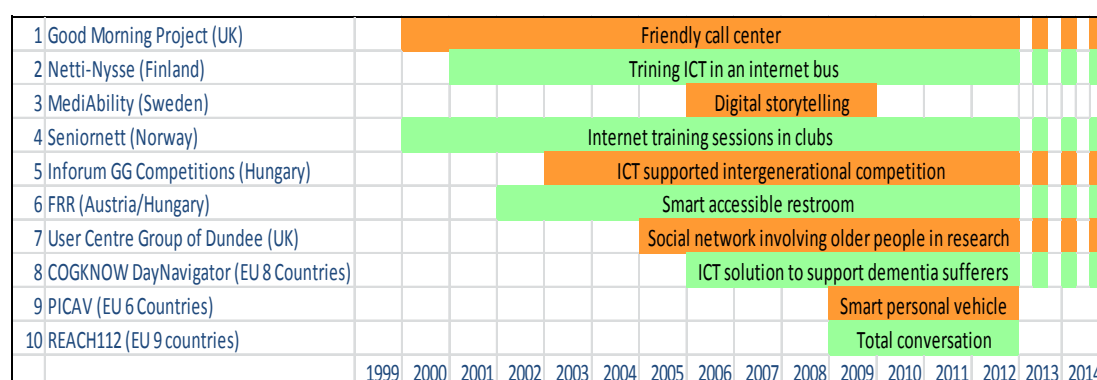 1 Good Morning Project (UK) Friendly call center
2 Netti-Nysse (Finland) Trining ICT in an internet bus
3 MediAbility (Sweden) Digital storytelling
4 Seniornett (Norway) Internet training sessions in clubs
5 Inforum GG Competitions (Hungary) ICT supported intergenerational competition
6 FRR (Austria/Hungary) Smart accessible restroom
7 User Centre Group of Dundee (UK) Social network involving older people in research
8 COGKNOW DayNavigator (EU 8 Countries) ICT solution to support dementia sufferers
9 PICAV (EU 6 Countries) Smart personal vehicle
10 REACH112 (EU 9 countries) Total conversation
1999 2000 2001 2002 2003 2004 2005 2006 2007 2008 2009 2010 2011 2012 2013 2014